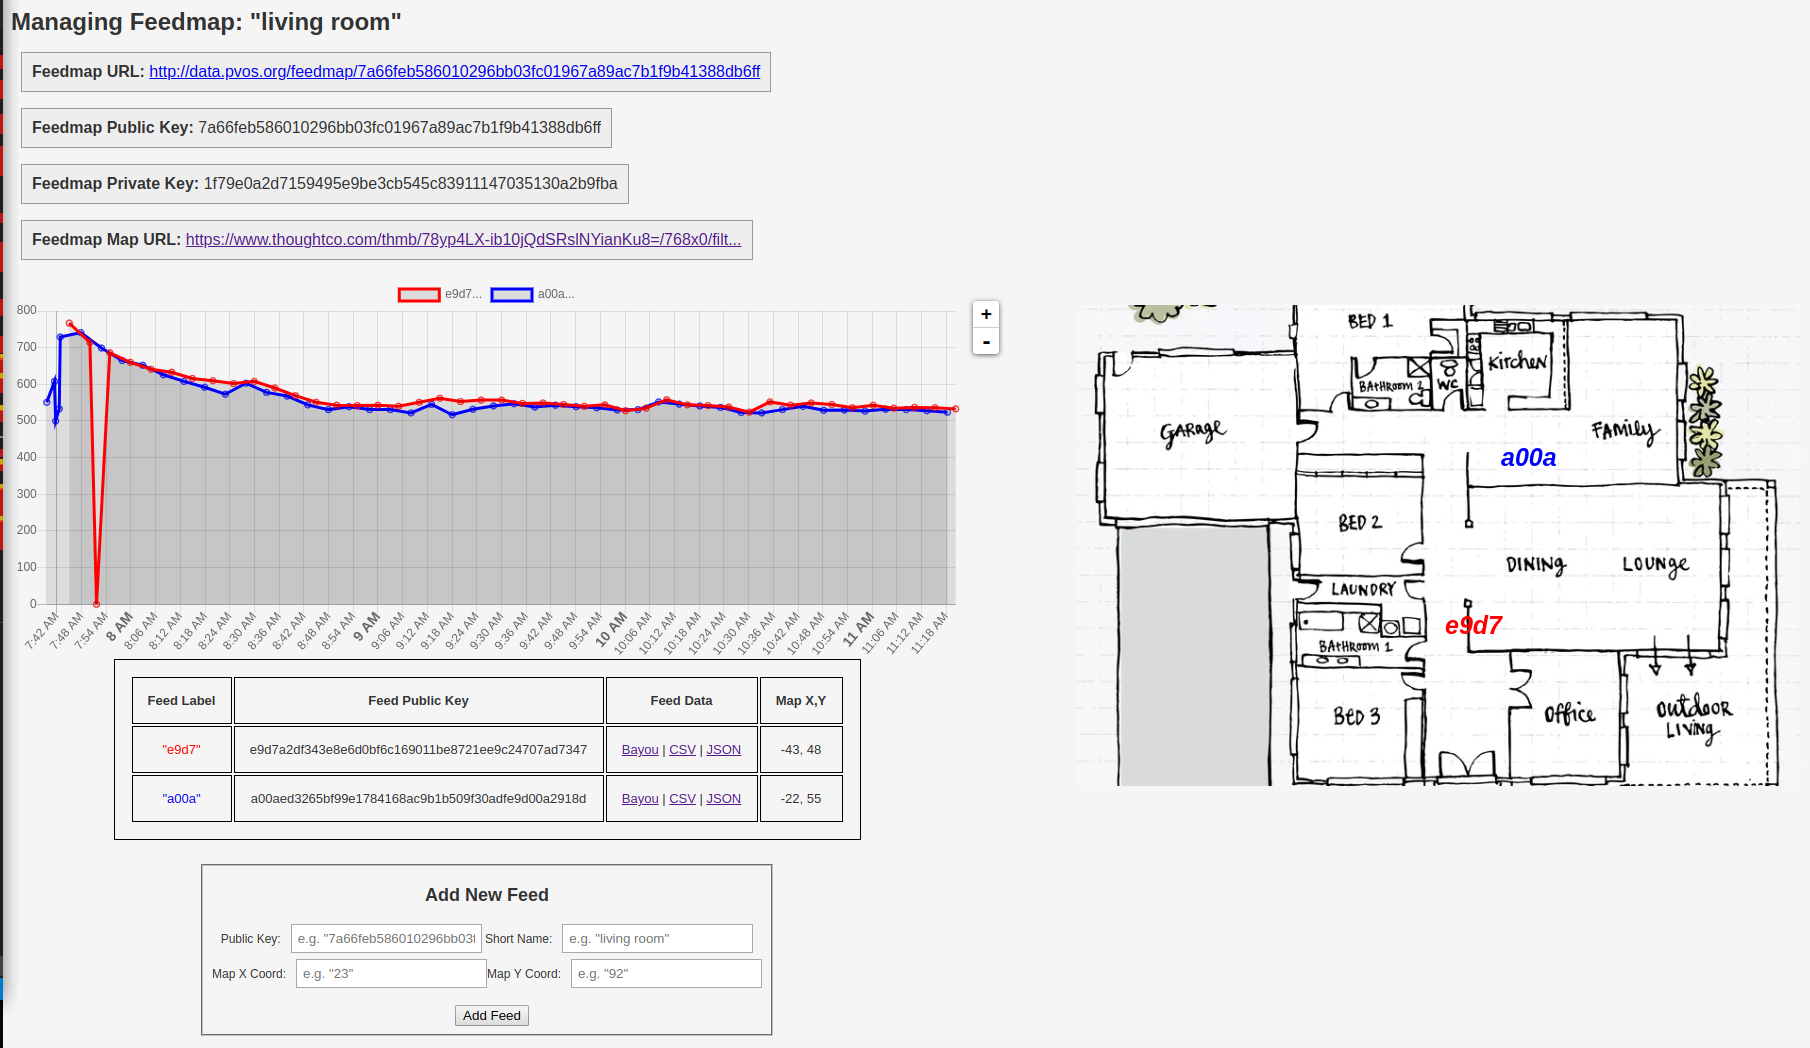 Managing Feedmap: "living room"
Feedmap URL: http://data.pvos.org/feedmap/7a66feb586010296bb03fc01967a89ac7b1f9b41388db6ff
Feedmap Public Key: 7a66feb586010296bb03fc01967a89ac7b1f9b41388db6ff
Feedmap Private Key: 1f79e0a2d7159495e9be3cb545c83911147035130a2b9fba
Feedmap Map URL: https://www.thoughtco.com/thmb/78yp4LX-ib10jQdSRslNYianKu8=/768x0/filt...
e9d7... a00a...
800
700
600
500
400
300
200
100
0
7:42 AM 7:48 AM 7:54 AM 8 AM 8:06 AM 8:12 AM 8:18 AM 8:24 AM 8:30 AM 8:36 AM 8:42 AM 8:48 AM 8:54 AM 9 AM 9:06 AM 9:12 AM 9:18 AM 9:24 AM 9:30 AM 9:36 AM 9:42 AM 9:48 AM 9:54 AM 10 AM 10:06 AM 10:12 AM 10:18 AM 10:24 AM 10:30 AM 10:36 AM 10:42 AM 10:48 AM 10:54 AM 11 AM 11:06 AM 11:12 AM 11:18 AM
+
-
BED 1
Kitchen
BATHROOM 2
WC
GARAGE
FAMILY
a00a
BED 2
DINING
LOUNGE
LAUNDRY
e9d7
BATHROOM 1
BED 3
Office
OUTDOOR
LIVING
Feed Label Feed Public Key Feed Data Map X,Y
"e9d7" e9d7a2df343e8e6d0bf6c169011be8721ee9c24707ad7347 Bayou | CSV | JSON -43, 48
"a00a" a00aed3265bf99e1784168ac9b1b509f30adfe9d00a2918d Bayou | CSV | JSON -22, 55
Add New Feed
Public Key: e.g. "7a66feb586010296bb03f Short Name: e.g. "living room"
Map X Coord: e.g. "23" Map Y Coord: e.g. "92"
Add Feed